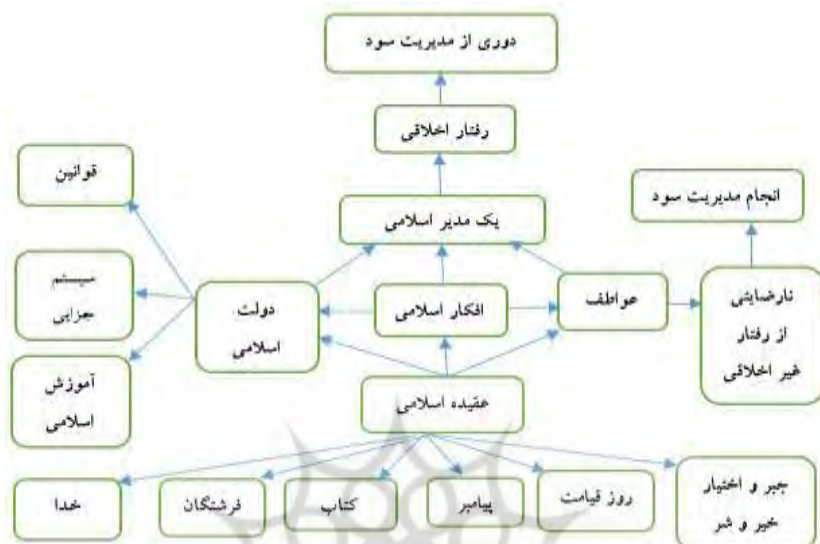 دوری از مدیریت سود
رفتار اخلاقی
قوانین
انجام مدیریت سود
یک مدیر اسلامی
سیستم
جزایی
دولت
اسلامی
افکار اسلامی
عواطف
نارضایتی
از رفتار
غیر اخلاقی
آموزش
اسلامی
عقیده اسلامی
جبر و اختیار
خیر و شر
روز قیامت
پیامبر
کتاب
فرشتگان
خدا